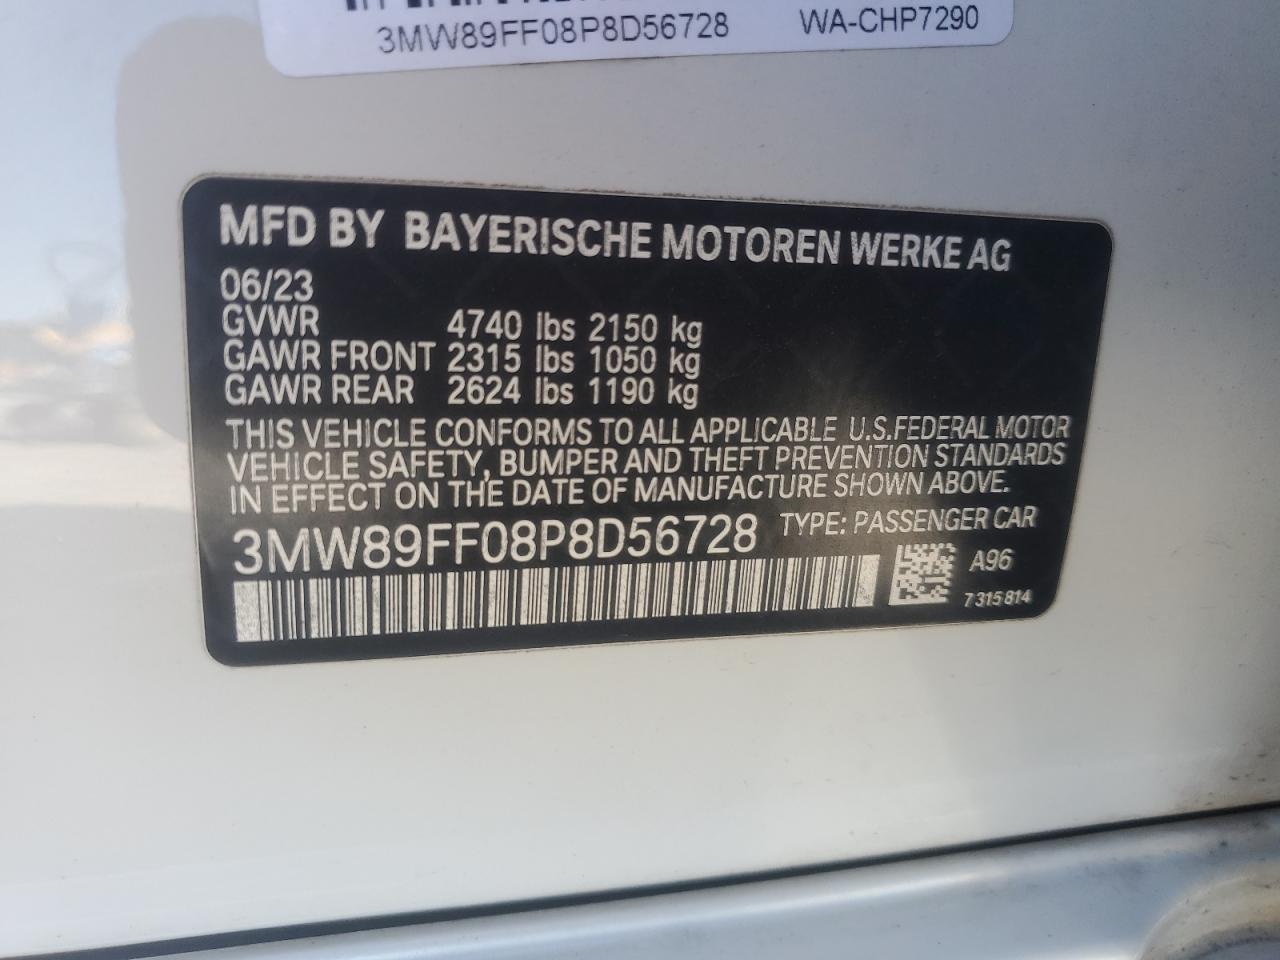 3MW89FF08P8D56728 WA-CHP7290
MFD BY BAYERISCHE MOTOREN WERKE AG
06/23
GVWR 4740 lbs 2150 kg
GAWR FRONT 2315 lbs 1050 kg
GAWR REAR 2624 lbs 1190 kg
THIS VEHICLE CONFORMS TO ALL APPLICABLE U.S.FEDERAL MOTOR
VEHICLE SAFETY, BUMPER AND THEFT PREVENTION STANDARDS
IN EFFECT ON THE DATE OF MANUFACTURE SHOWN ABOVE.
3MW89FF08P8D56728 TYPE: PASSENGER CAR
A96
7315814